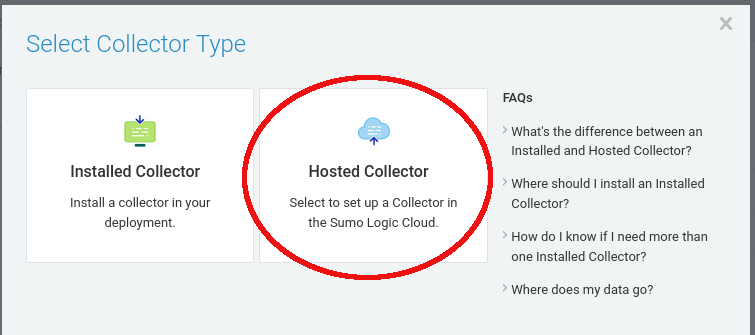 Select Collector Type
Installed Collector
Install a collector in your
deployment.
Hosted Collector
Select to set up a Collector in
the Sumo Logic Cloud.
FAQs
What's the difference between an
Installed and Hosted Collector?
Where should I install an Installed
Collector?
How do I know if I need more than
one Installed Collector?
Where does my data go?